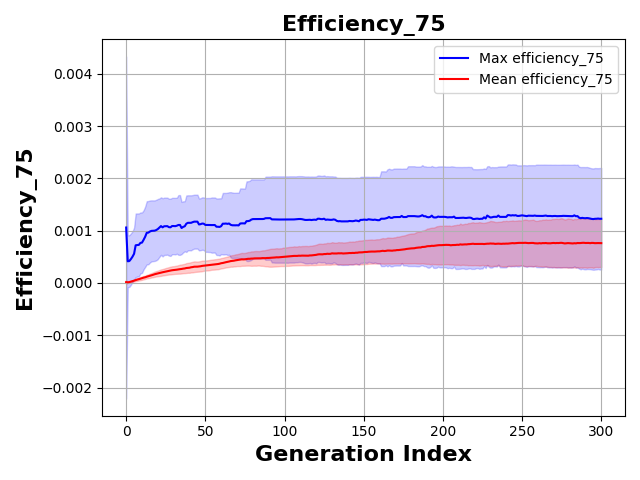 Efficiency_75
Max efficiency_75
Mean efficiency_75
Efficiency_75
0.004
0.003
0.002
0.001
0.000
−0.001
−0.002
0 50 100 150 200 250 300
Generation Index